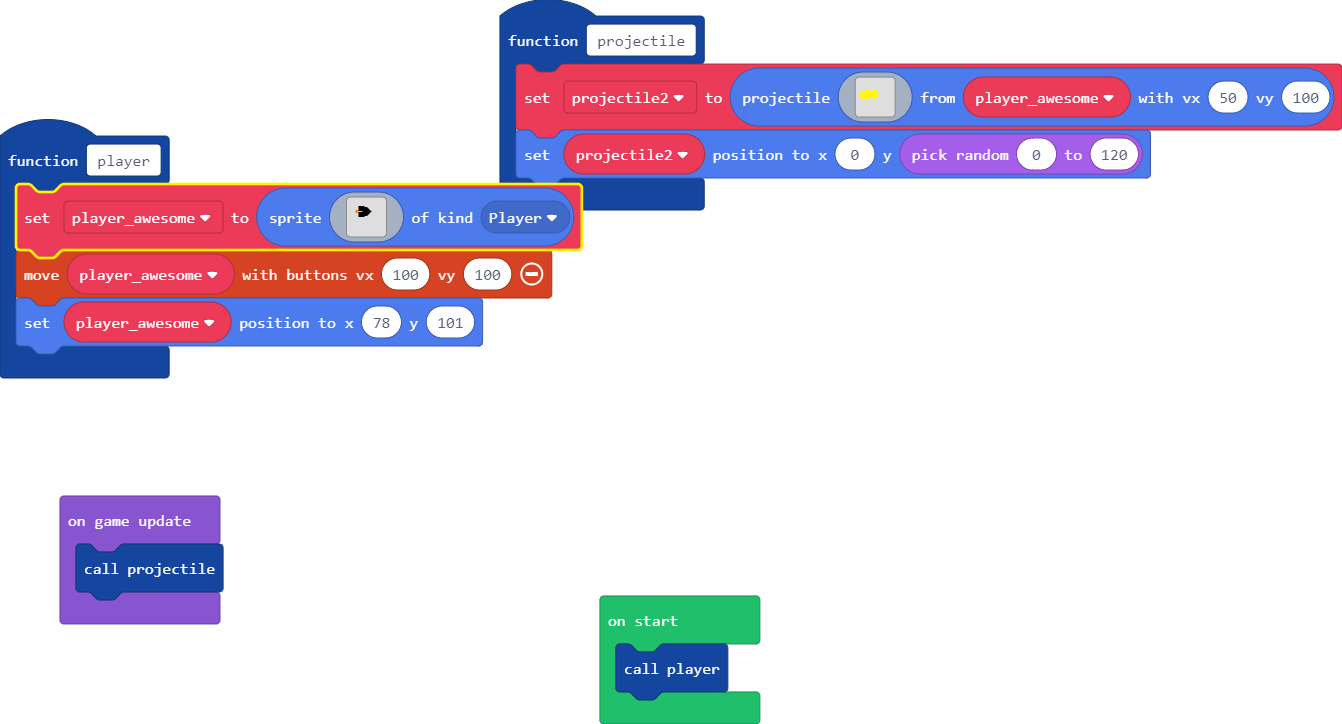 function projectile
set projectile2 to projectile from player_awesome with vx 50 vy 100
set projectile2 position to x 0 y pick random 0 to 120
function player
set player_awesome to sprite of kind Player
move player_awesome with buttons vx 100 vy 100
set player_awesome position to x 78 y 101
on game update
call projectile
on start
call player